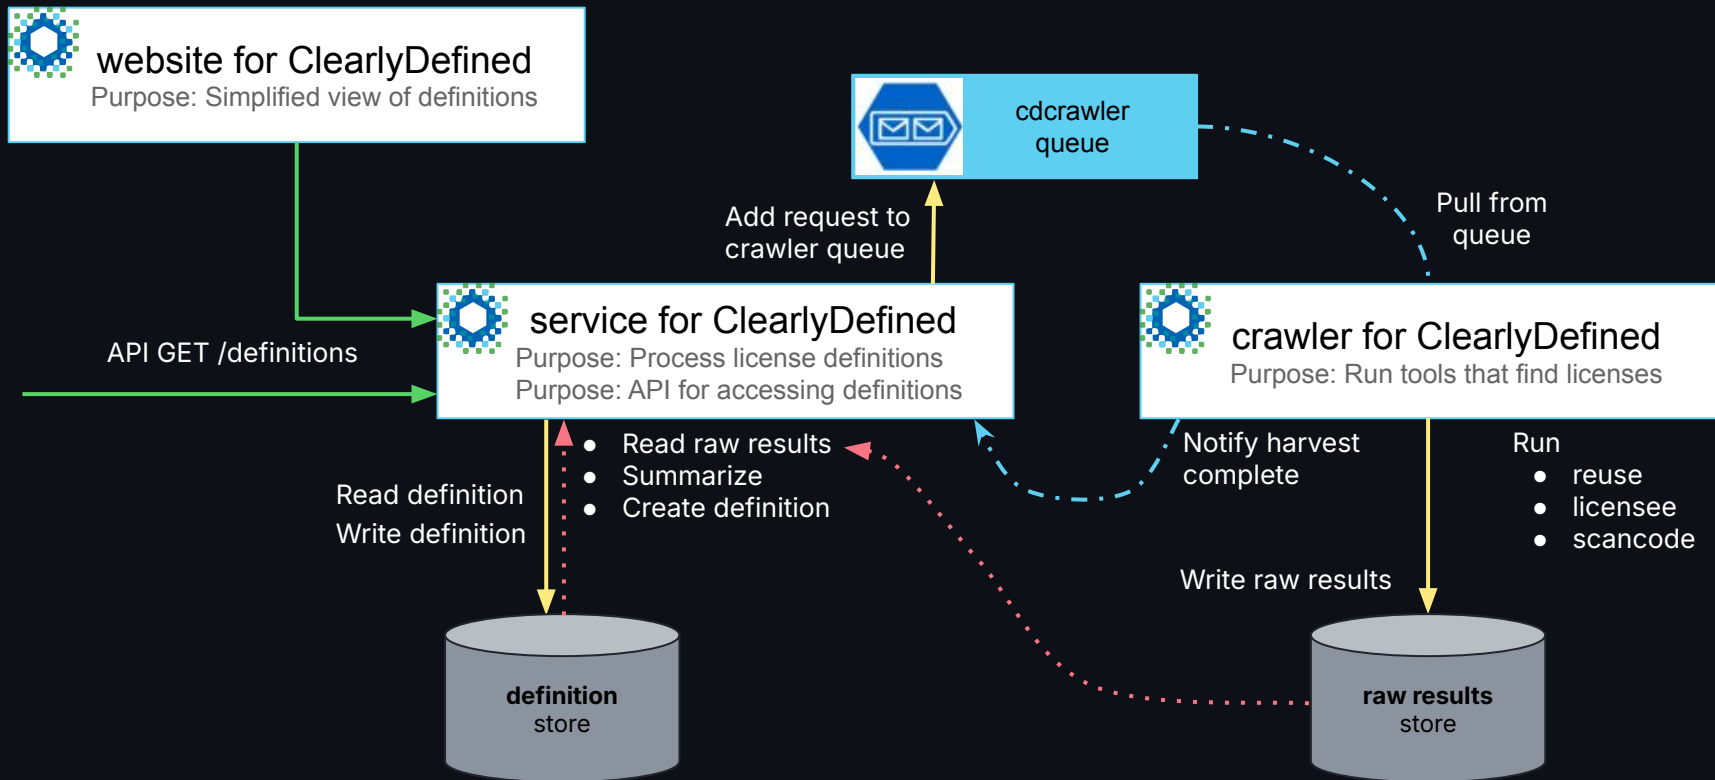 website for ClearlyDefined
Purpose: Simplified view of definitions
cdcrawler
queue
Add request to
crawler queue
Pull from
queue
service for ClearlyDefined
Purpose: Process license definitions
Purpose: API for accessing definitions
API GET /definitions
crawler for ClearlyDefined
Purpose: Run tools that find licenses
Read definition
Write definition
● Read raw results
● Summarize
● Create definition
Notify harvest
complete
Run
● reuse
● licensee
● scancode
Write raw results
definition
store
raw results
store